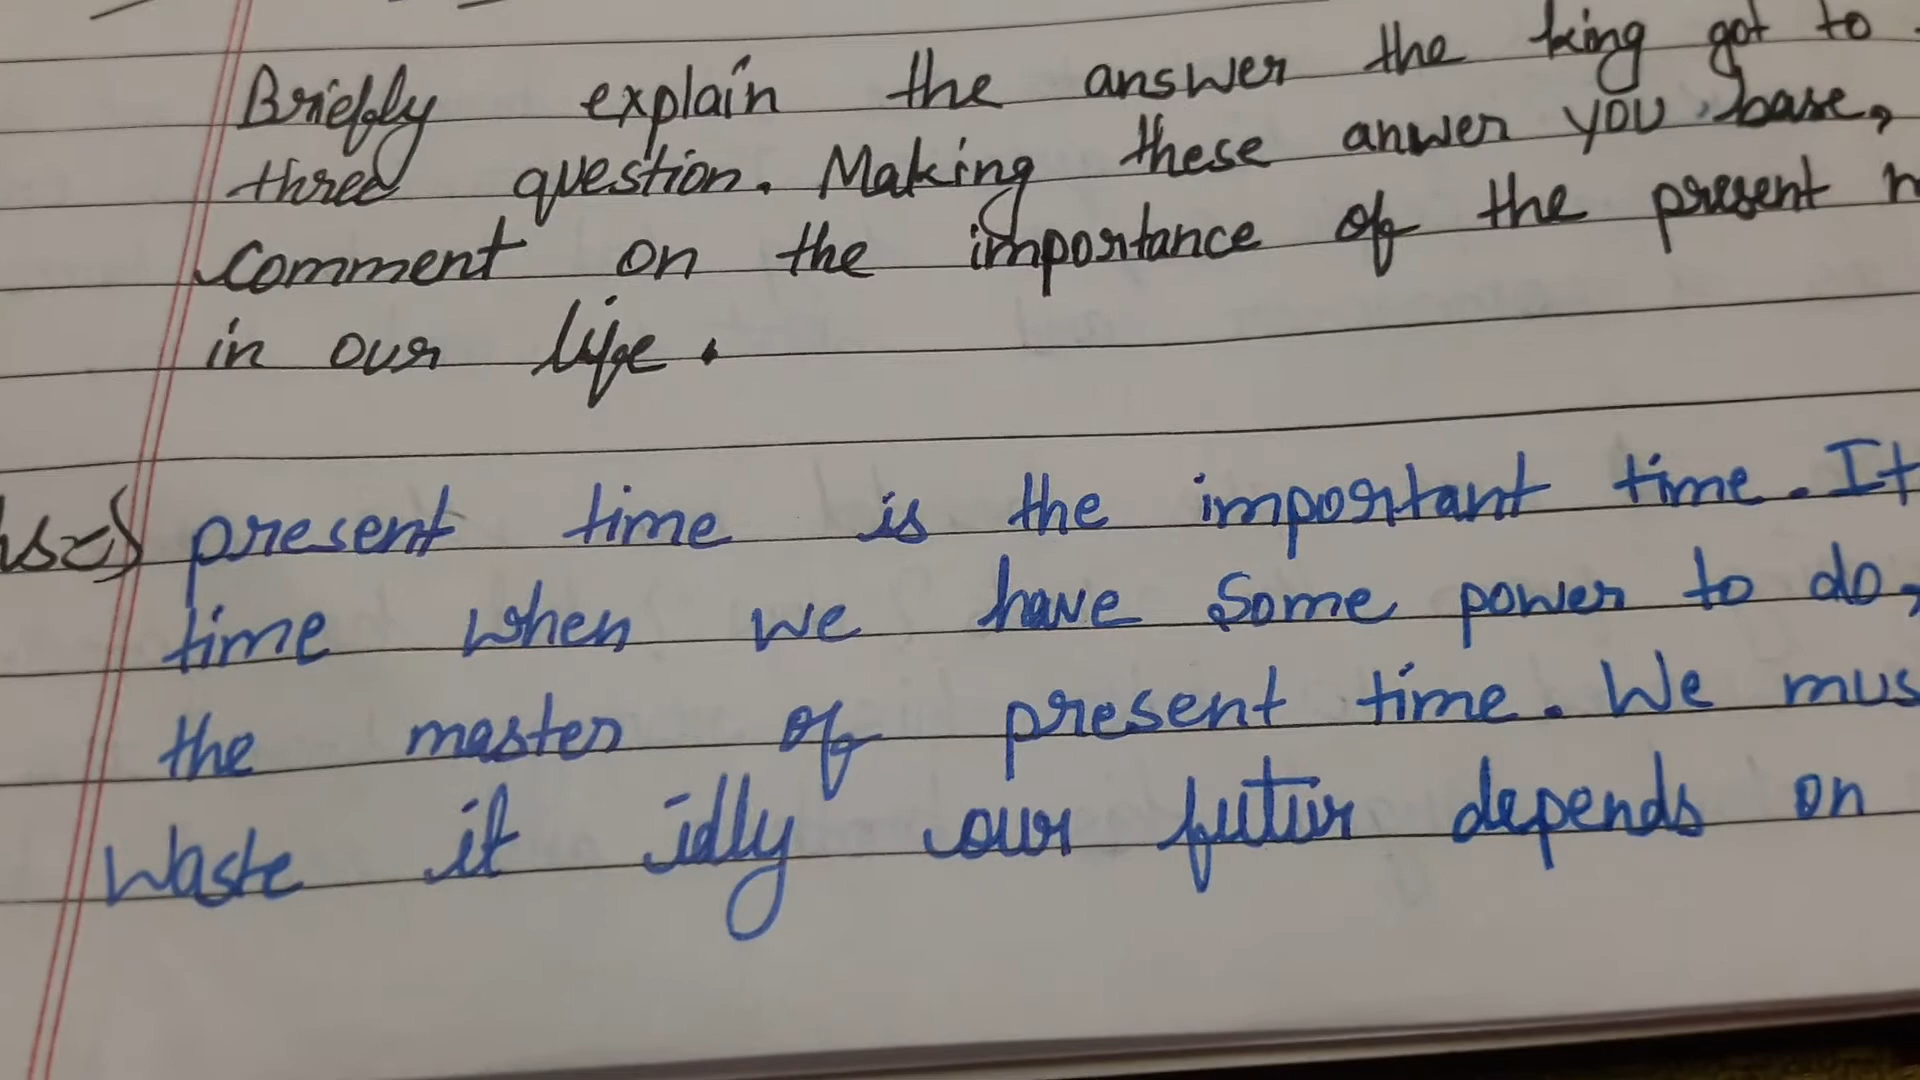 Briefly explain the answer the king got to
three question. Making these anwer you base,
comment on the importance of the present
in our life.
present time is the important time. It
time when we have Some power to do,
the master of present time. We mus
Waste it idly our futur depends on